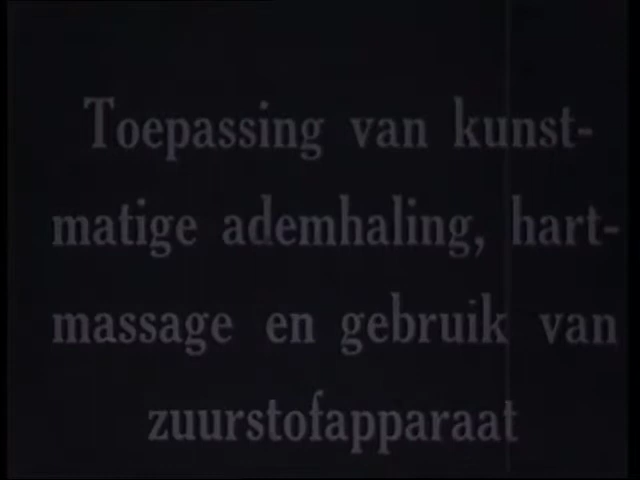 Toepassing van kunst-
matige ademhaling, hart-
massage en gebruik van
zuurstofapparaat